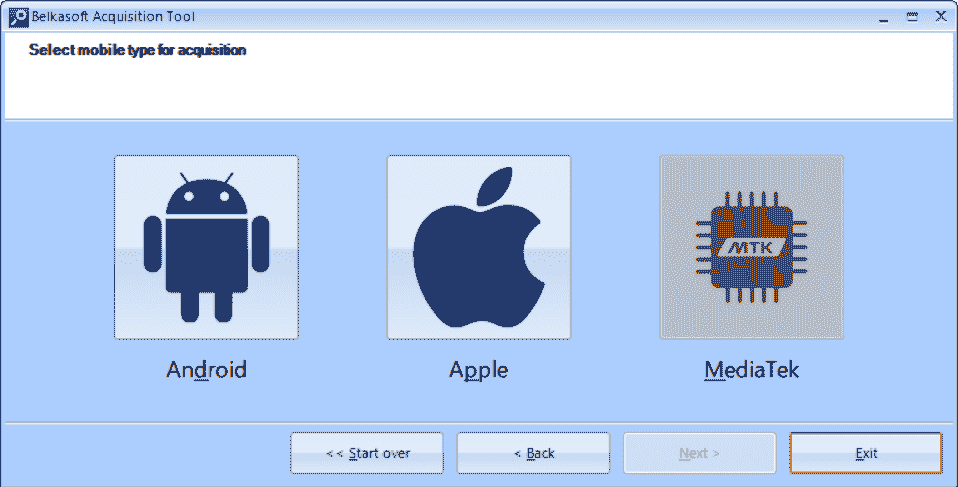 Belkasoft Acquisition Tool
Select mobile type for acquisition
MTK
Android
Apple
MediaTek
<< Start over
< Back
Next >
Exit